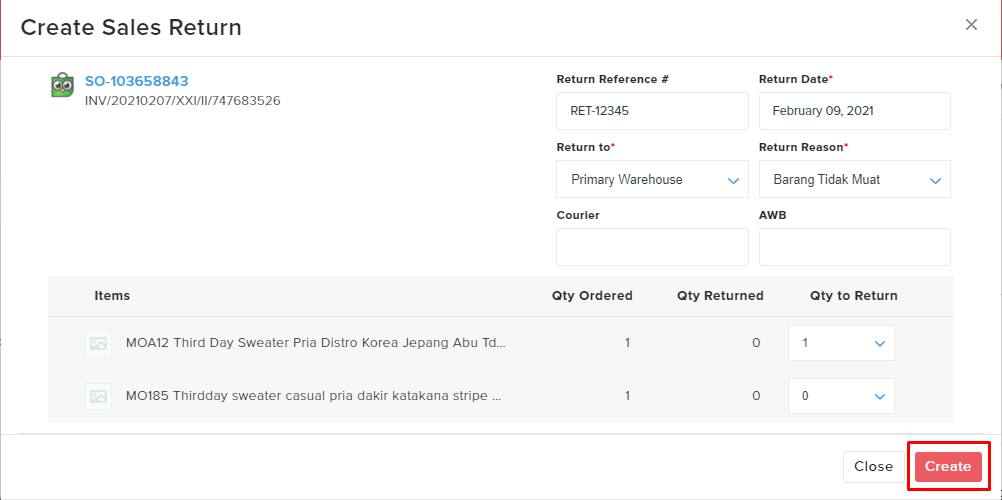 Create Sales Return
SO-103658843
INV/20210207/XXI/II/747683526
Return Reference # Return Date*
RET-12345 February 09, 2021
Return to* Return Reason*
Primary Warehouse Barang Tidak Muat
Courier AWB
Items Qty Ordered Qty Returned Qty to Return
MOA12 Third Day Sweater Pria Distro Korea Jepang Abu Td... 1 0 1
MO185 Thirdday sweater casual pria dakir katakana stripe ... 1 0 0
Close Create